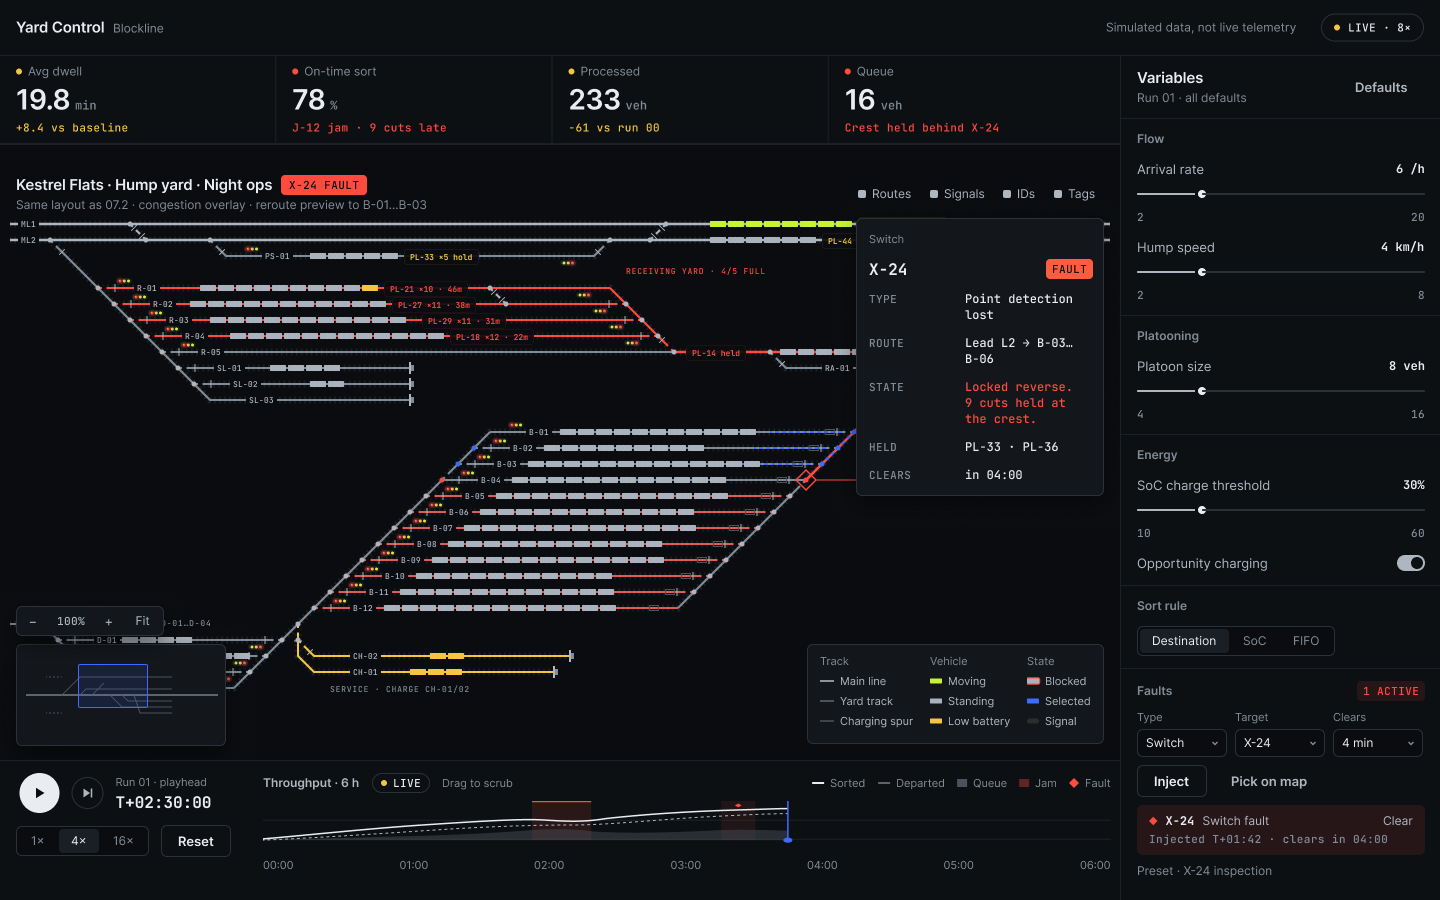 Yard Control Blockline
Simulated data, not live telemetry
LIVE · 8×
Avg dwell
19.8 min
+8.4 vs baseline
On-time sort
78 %
J-12 jam · 9 cuts late
Processed
233 veh
-61 vs run 00
Queue
16 veh
Crest held behind X-24
Kestrel Flats · Hump yard · Night ops X-24 FAULT
Same layout as 07.2 · congestion overlay · reroute preview to B-01…B-03
Routes Signals IDs Tags
ML1
ML2
PL-44
PS-01 PL-33 ×5 hold
RECEIVING YARD · 4/5 FULL
R-01 PL-21 ×10 · 46m
R-02 PL-27 ×11 · 38m
R-03 PL-29 ×11 · 31m
R-04 PL-18 ×12 · 22m
R-05 PL-14 held
SL-01 RA-01
SL-02
SL-03
B-01
B-02
B-03
B-04
B-05
B-06
B-07
B-08
B-09
B-10
B-11
B-12
-01…D-04
D-01
CH-02
CH-01
SERVICE · CHARGE CH-01/02
Switch
X-24 FAULT
TYPE Point detection
lost
ROUTE Lead L2 → B-03…
B-06
STATE Locked reverse.
9 cuts held at
the crest.
HELD PL-33 · PL-36
CLEARS in 04:00
− 100% + Fit
Track Vehicle State
Main line Moving Blocked
Yard track Standing Selected
Charging spur Low battery Signal
Run 01 · playhead
T+02:30:00
1× 4× 16× Reset
Throughput · 6 h LIVE Drag to scrub
Sorted Departed Queue Jam Fault
00:00 01:00 02:00 03:00 04:00 05:00 06:00
Variables
Run 01 · all defaults
Defaults
Flow
Arrival rate 6 /h
2 20
Hump speed 4 km/h
2 8
Platooning
Platoon size 8 veh
4 16
Energy
SoC charge threshold 30%
10 60
Opportunity charging
Sort rule
Destination SoC FIFO
Faults 1 ACTIVE
Type Target Clears
Switch X-24 4 min
Inject Pick on map
X-24 Switch fault Clear
Injected T+01:42 · clears in 04:00
Preset · X-24 inspection